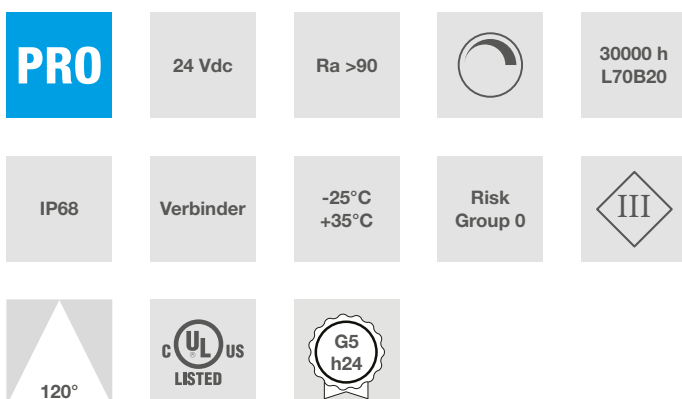 PRO
24 Vdc
Ra >90
30000 h
L70B20
IP68
Verbinder
-25°C
+35°C
Risk
Group 0
III
120°
C UL ® US
LISTED
G5
h24